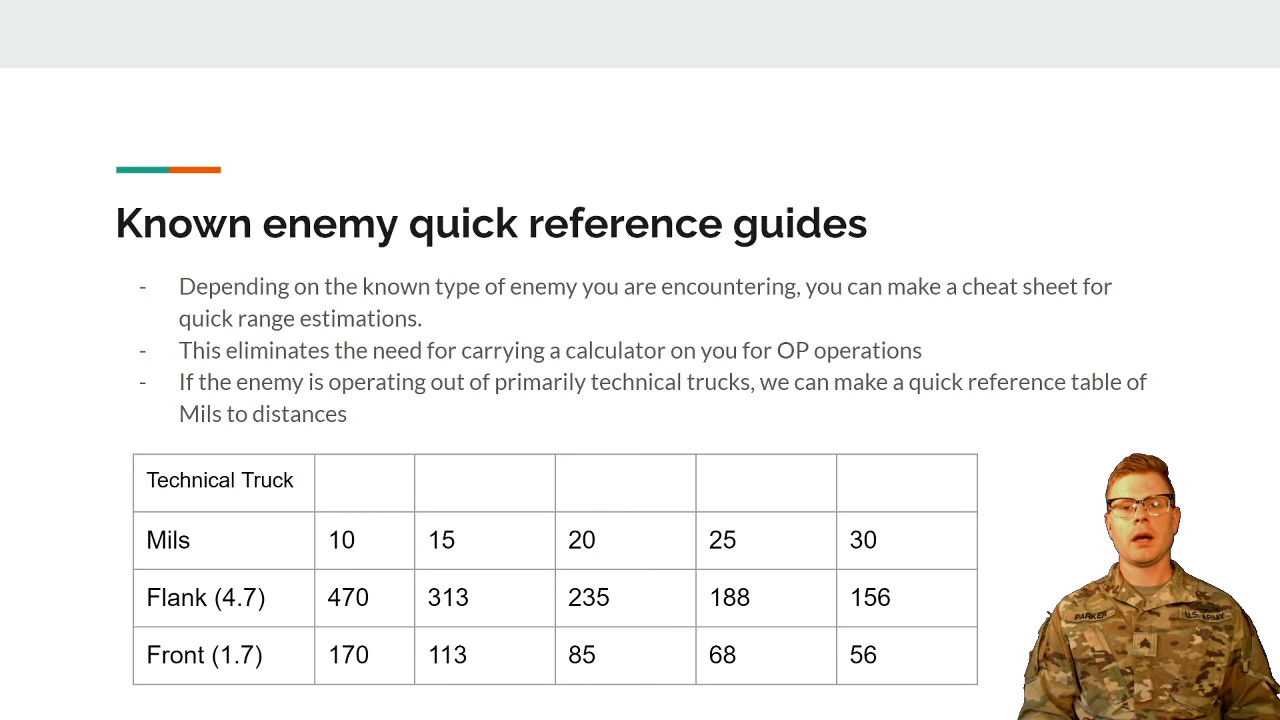 Known enemy quick reference guides
- Depending on the known type of enemy you are encountering, you can make a cheat sheet for
quick range estimations.
- This eliminates the need for carrying a calculator on you for OP operations
- If the enemy is operating out of primarily technical trucks, we can make a quick reference table of
Mils to distances
Technical Truck
Mils 10 15 20 25 30
Flank (4.7) 470 313 235 188 156
Front (1.7) 170 113 85 68 56
PARKER U.S. ARMY